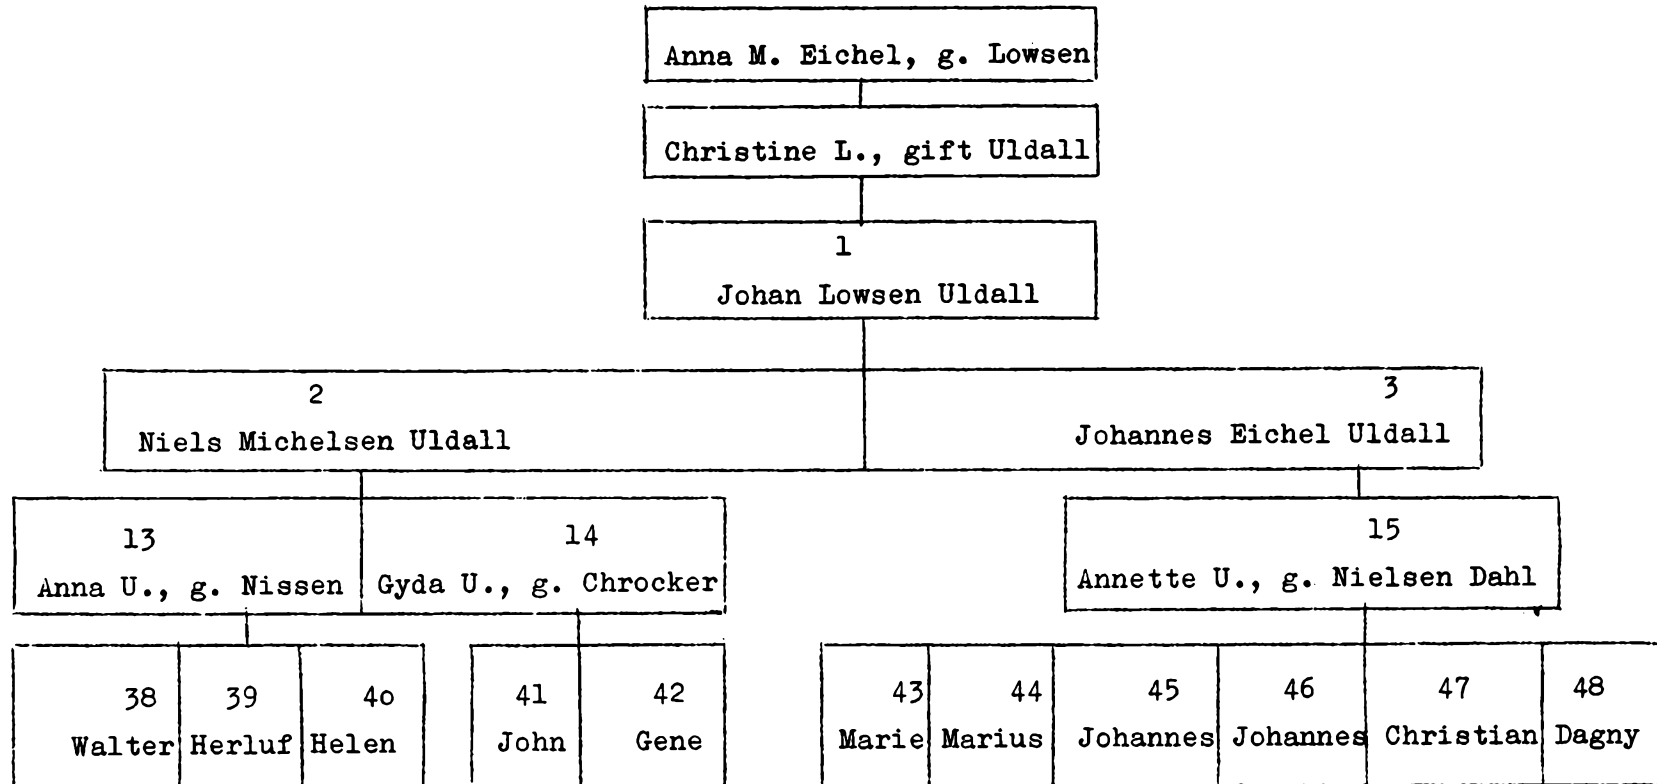 Anna M. Eichel, g. Lowsen
Christine L., gift Uldall
1
Johan Lowsen Uldall
2 3
Niels Michelsen Uldall Johannes Eichel Uldall
13 14 15
Anna U., g. Nissen Gyda U., g. Chrocker Annette U., g. Nielsen Dahl
38 39 4o 41 42 43 44 45 46 47 48
Walter Herluf Helen John Gene Marie Marius Johannes Johannes Christian Dagny